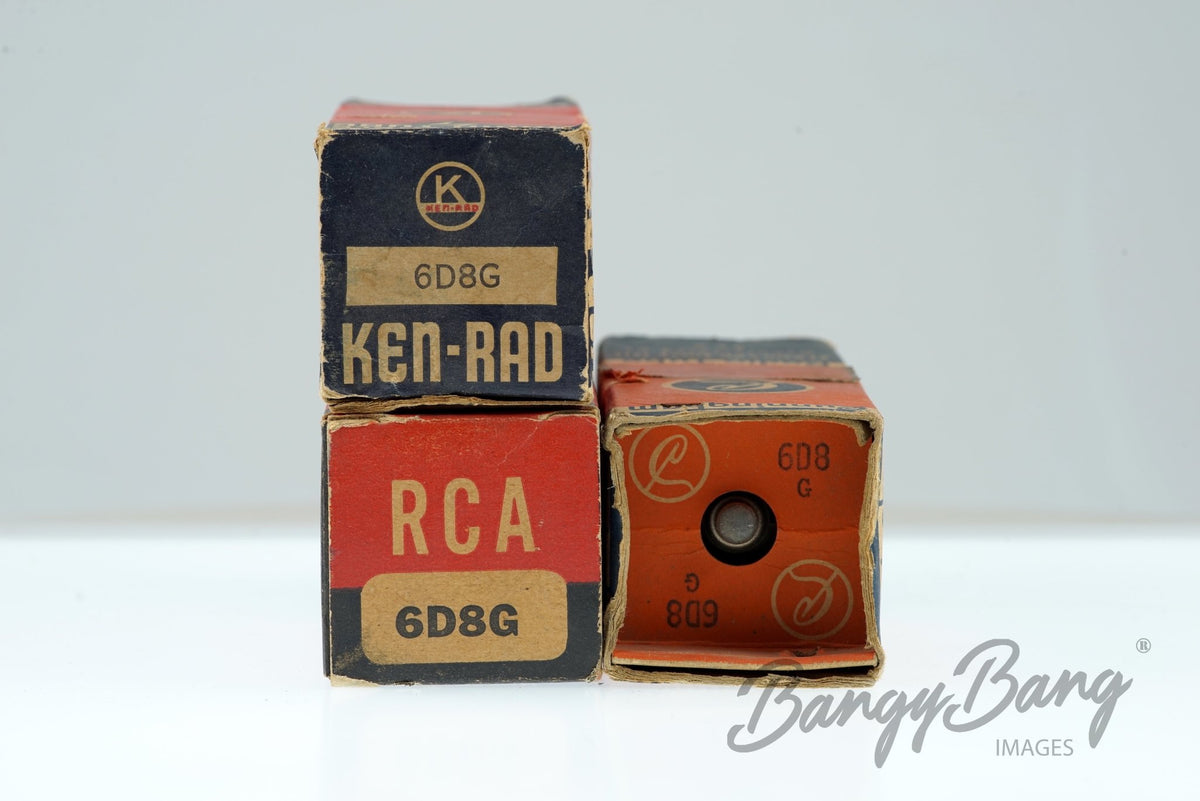 K
KEN-RAD
6D8G
KEN-RAD
RCA
6D8G
6D8
G
6D8
G
BangyBang®
IMAGES